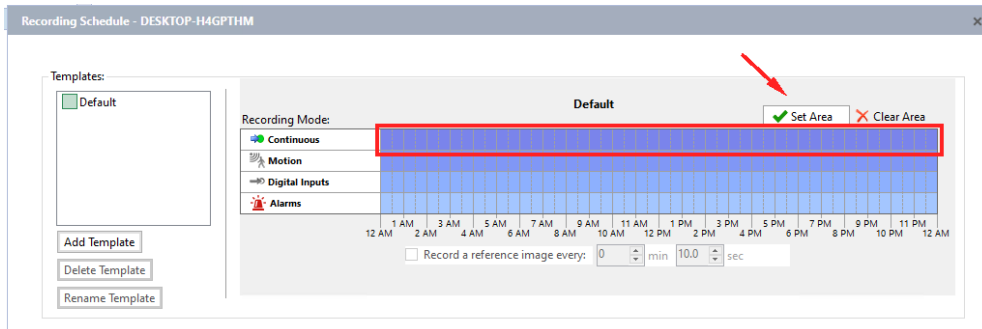 Recording Schedule - DESKTOP-H4GPTHM
Templates:
Default
Add Template
Delete Template
Rename Template
Default
Set Area
Clear Area
Recording Mode:
Continuous
Motion
Digital Inputs
Alarms
1 AM 3 AM 5 AM 7 AM 9 AM 11 AM 1 PM 3 PM 5 PM 7 PM 9 PM 11 PM
12 AM 2 AM 4 AM 6 AM 8 AM 10 AM 12 PM 2 PM 4 PM 6 PM 8 PM 10 PM 12 AM
Record a reference image every: 0 min 10.0 sec